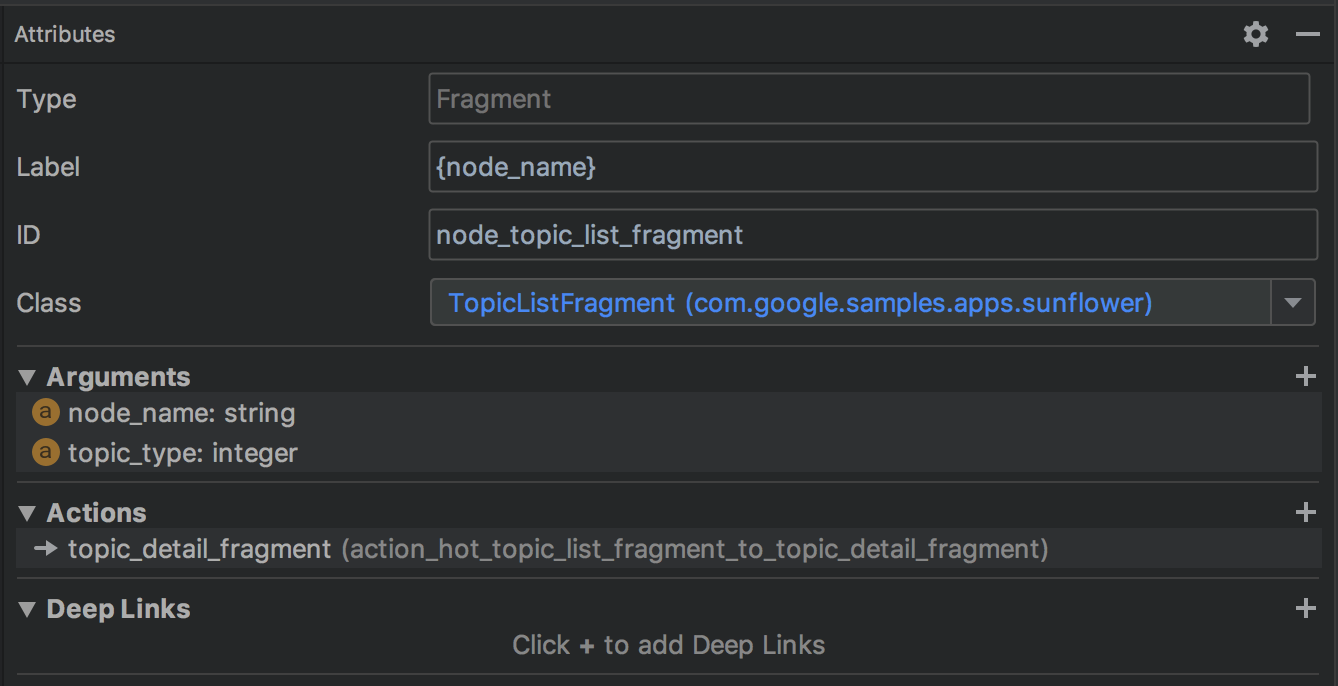 Attributes
Type Fragment
Label {node_name}
ID node_topic_list_fragment
Class TopicListFragment (com.google.samples.apps.sunflower)
Arguments +
a node_name: string
a topic_type: integer
Actions +
topic_detail_fragment (action_hot_topic_list_fragment_to_topic_detail_fragment)
Deep Links +
Click + to add Deep Links